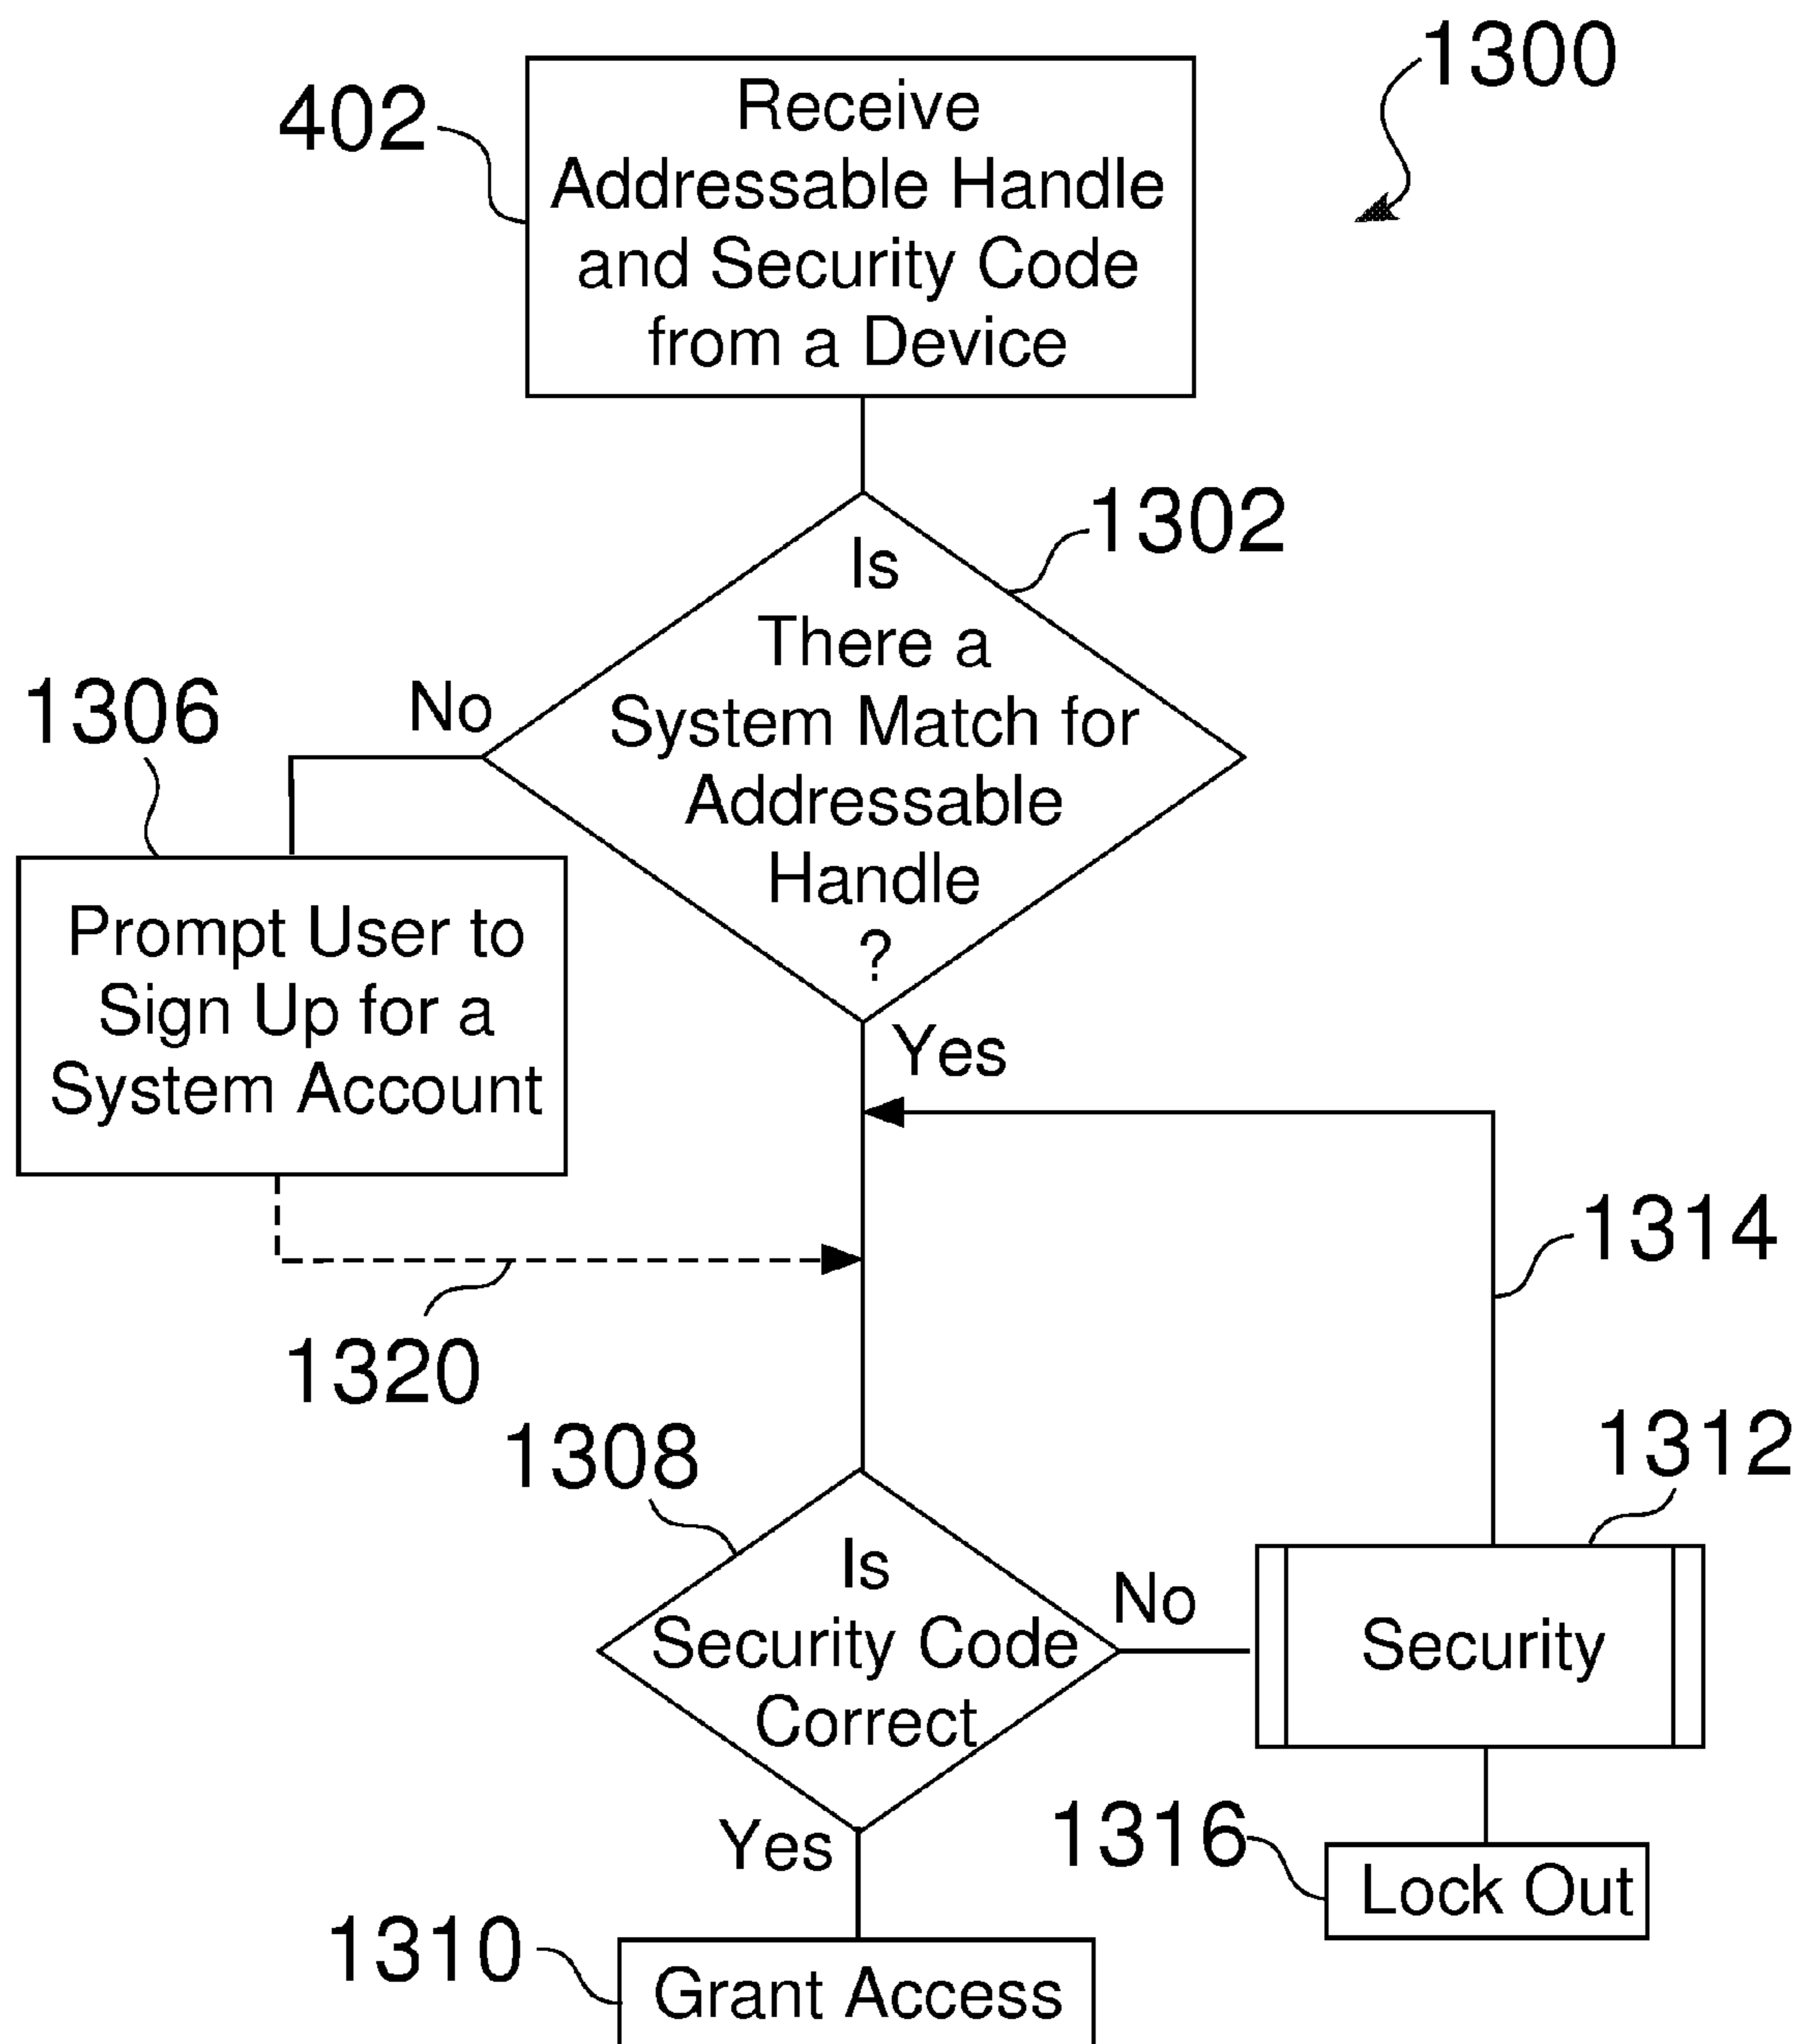 1300
402
Receive
Addressable Handle
and Security Code
from a Device
1302
Is
There a
System Match for
Addressable
Handle
?
No
1306
Prompt User to
Sign Up for a
System Account
Yes
1314
1320
1308
Is
Security Code
Correct
No
1312
Security
Yes
1316
Lock Out
1310
Grant Access